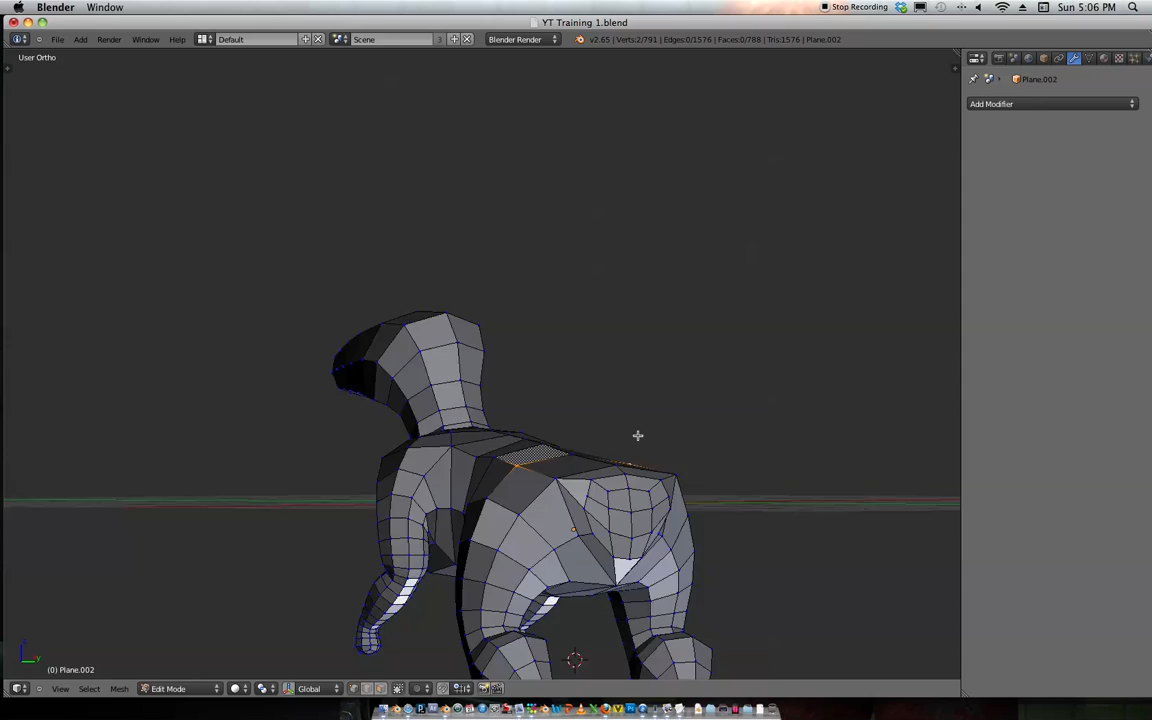 Window
Stop Recording
Sun 5:06 PM
YT Training 1.blend
File Add Render Window Help
Default
Scene
3
Blender Render
v2.65 | Verts:2/791 | Edges:0/1576 | Faces:0/788 | Tris:1576 | Plane.002
User Ortho
Plane.002
Add Modifier
(0) Plane.002
View Select Mesh
Edit Mode
Global